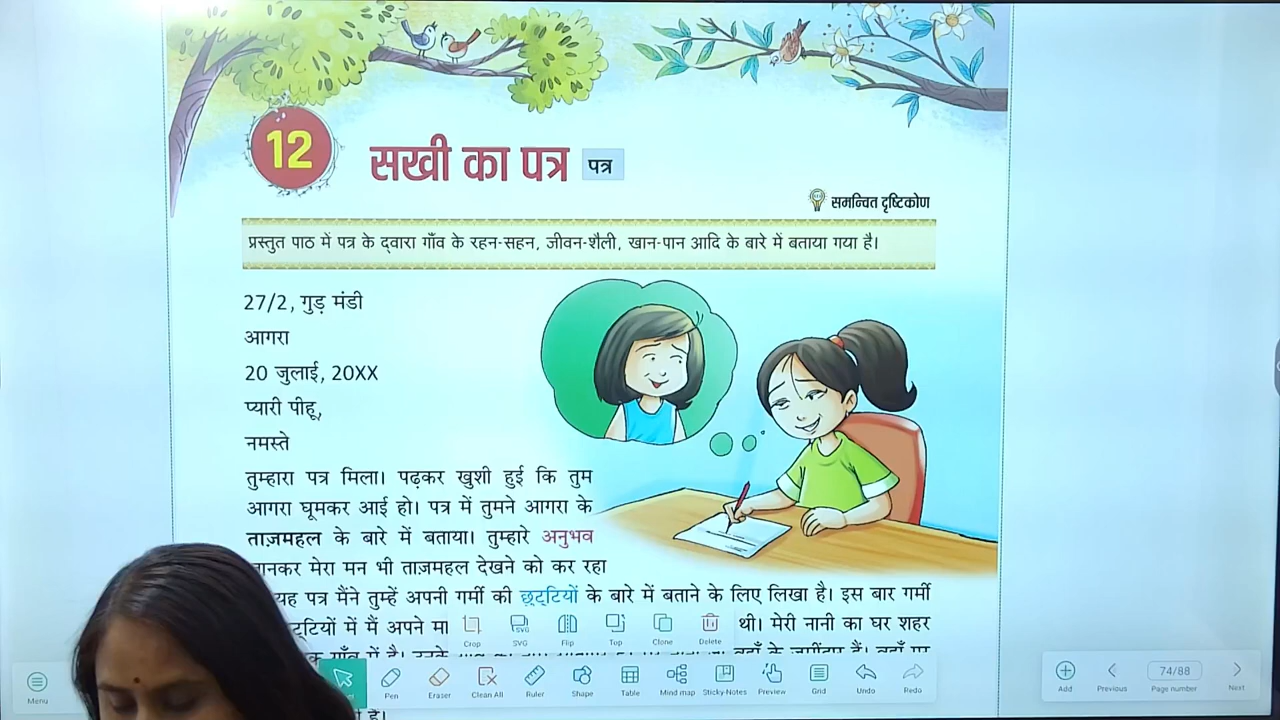 12
सखी का पत्र
पत्र
समन्वित दृष्टिकोण
प्रस्तुत पाठ में पत्र के द्वारा गाँव के रहन-सहन, जीवन-शैली, खान-पान आदि के बारे में बताया गया है।
27/2, गुड़ मंडी
आगरा
20 जुलाई, 20XX
प्यारी पीहू,
नमस्ते
तुम्हारा पत्र मिला। पढ़कर खुशी हुई कि तुम
आगरा घूमकर आई हो। पत्र में तुमने आगरा के
ताज़महल के बारे में बताया। तुम्हारे अनुभव
मेरा मन भी ताज़महल देखने को कर रहा
यह पत्र मैंने तुम्हें अपनी गर्मी की छुट्टियों के बारे में बताने के लिए लिखा है। इस बार गर्मी
में मैं अपने थी। मेरी नानी का घर शहर
Crop SVG Flip Top Clone Delete
गाँव में है। उनके
Pen Eraser Clean All Ruler Shape Table Mind map Sticky Notes Preview Grid Undo Redo
Menu
Add Previous 74/88 Page number Next
है।